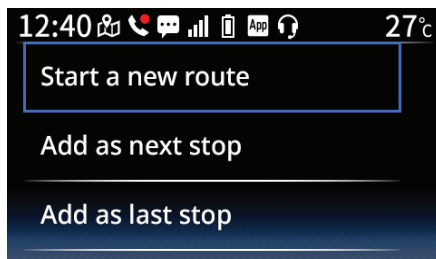 12:40 App 27°C
Start a new route
Add as next stop
Add as last stop